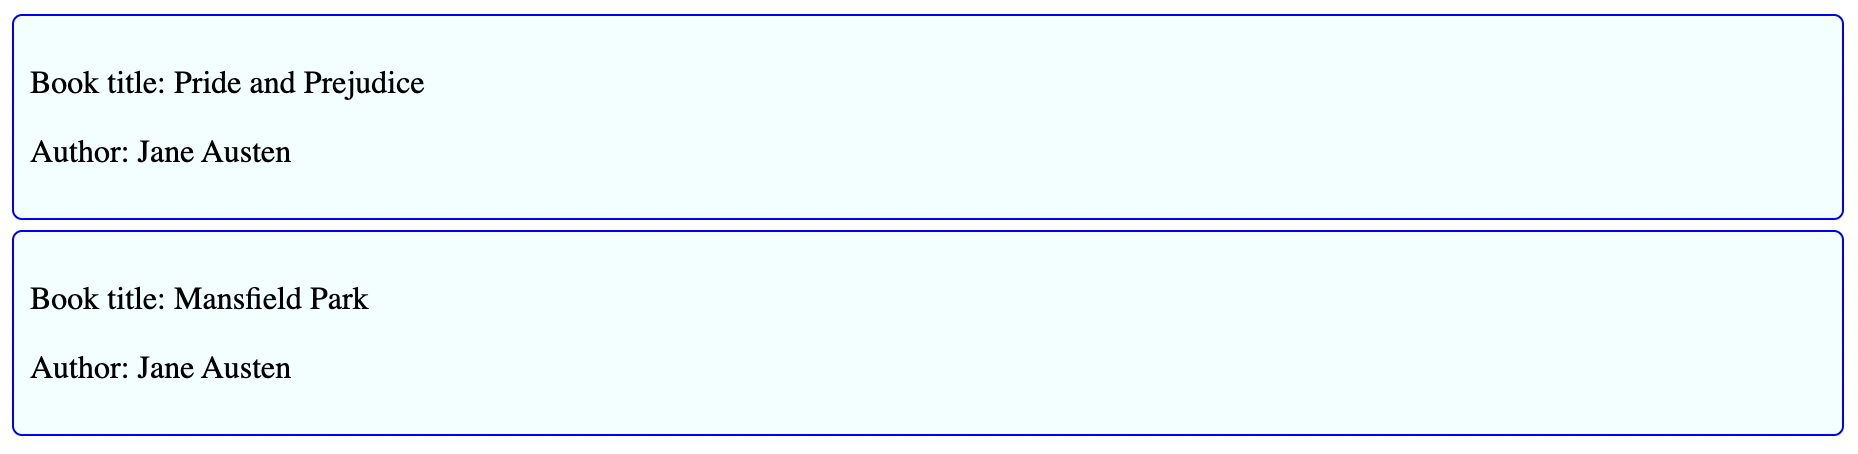 Book title: Pride and Prejudice
Author: Jane Austen
Book title: Mansfield Park
Author: Jane Austen